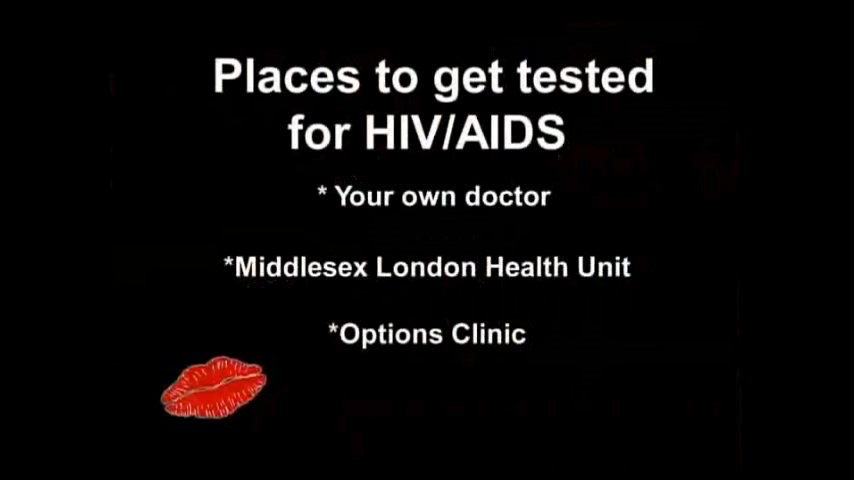 Places to get tested
for HIV/AIDS
* Your own doctor
*Middlesex London Health Unit
*Options Clinic